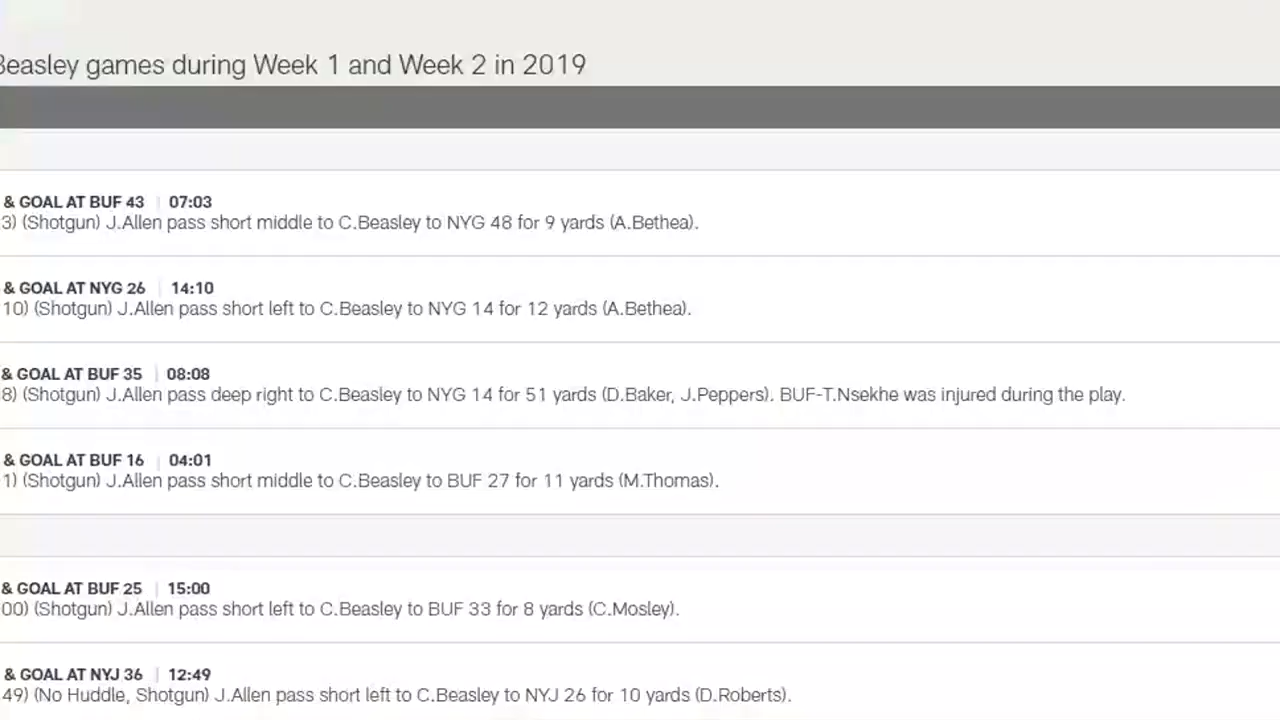 Beasley games during Week 1 and Week 2 in 2019
& GOAL AT BUF 43 | 07:03
3) (Shotgun) J.Allen pass short middle to C.Beasley to NYG 48 for 9 yards (A.Bethea).
& GOAL AT NYG 26 | 14:10
10) (Shotgun) J.Allen pass short left to C.Beasley to NYG 14 for 12 yards (A.Bethea).
& GOAL AT BUF 35 | 08:08
8) (Shotgun) J.Allen pass deep right to C.Beasley to NYG 14 for 51 yards (D.Baker, J.Peppers). BUF-T.Nsekhe was injured during the play.
& GOAL AT BUF 16 | 04:01
1) (Shotgun) J.Allen pass short middle to C.Beasley to BUF 27 for 11 yards (M.Thomas).
& GOAL AT BUF 25 | 15:00
00) (Shotgun) J.Allen pass short left to C.Beasley to BUF 33 for 8 yards (C.Mosley).
& GOAL AT NYJ 36 | 12:49
49) (No Huddle, Shotgun) J.Allen pass short left to C.Beasley to NYJ 26 for 10 yards (D.Roberts).